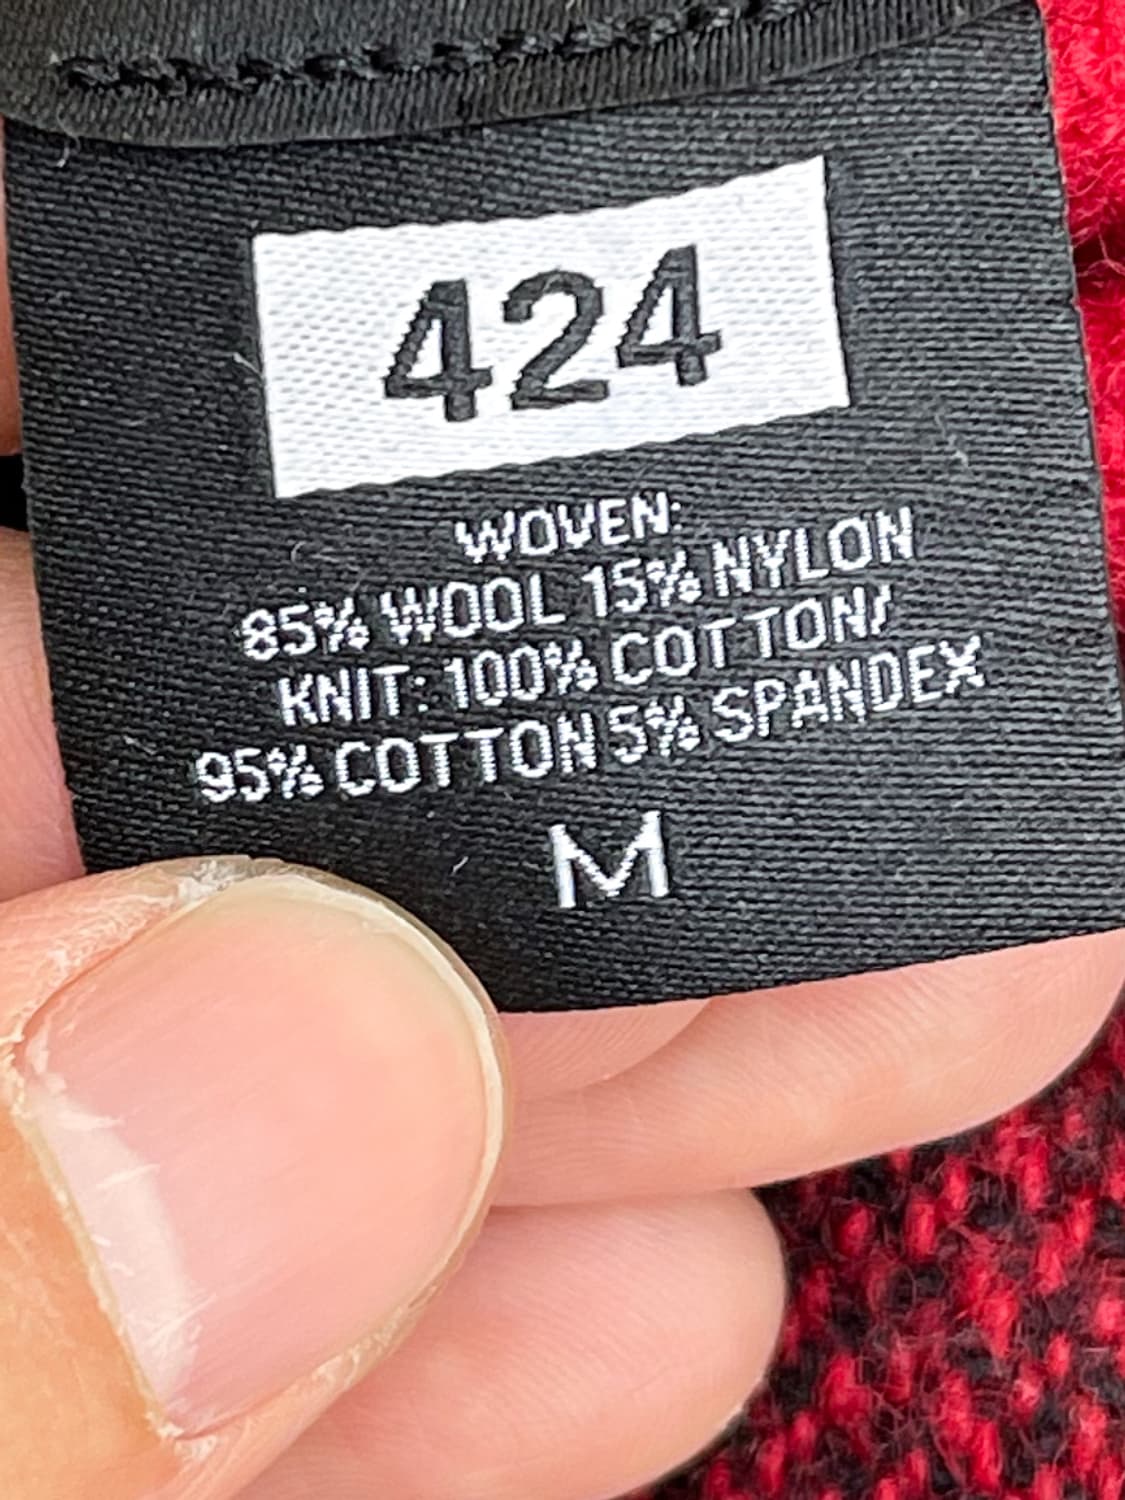 424
WOVEN:
85% WOOL 15% NYLON
KNIT: 100% COTTON/
95% COTTON 5% SPANDEX
M